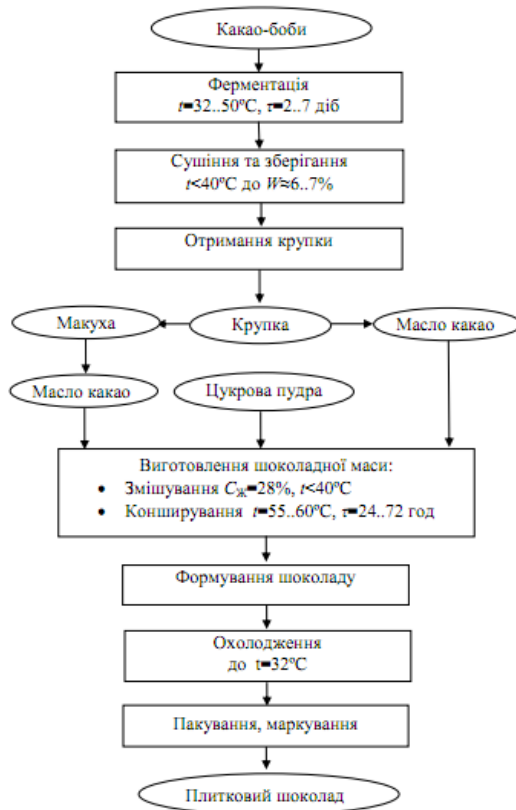 Какао-боби
Ферментація
t=32..50ºC, τ=2..7 діб
Сушіння та зберігання
t<40ºC до W≈6..7%
Отримання крупки
Макуха
Крупка
Масло какао
Масло какао
Цукрова пудра
Виготовлення шоколадної маси:
• Змішування Cж=28%, t<40ºC
• Конширування t=55..60ºC, τ=24..72 год
Формування шоколаду
Охолодження
до t=32ºC
Пакування, маркування
Плитковий шоколад